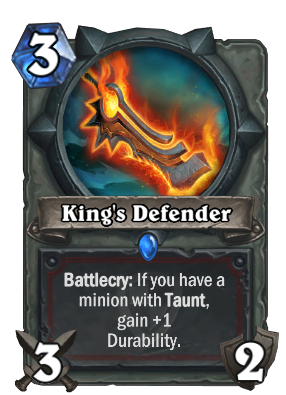 3
King's Defender
Battlecry: If you have a
minion with Taunt,
gain +1
Durability.
3
2